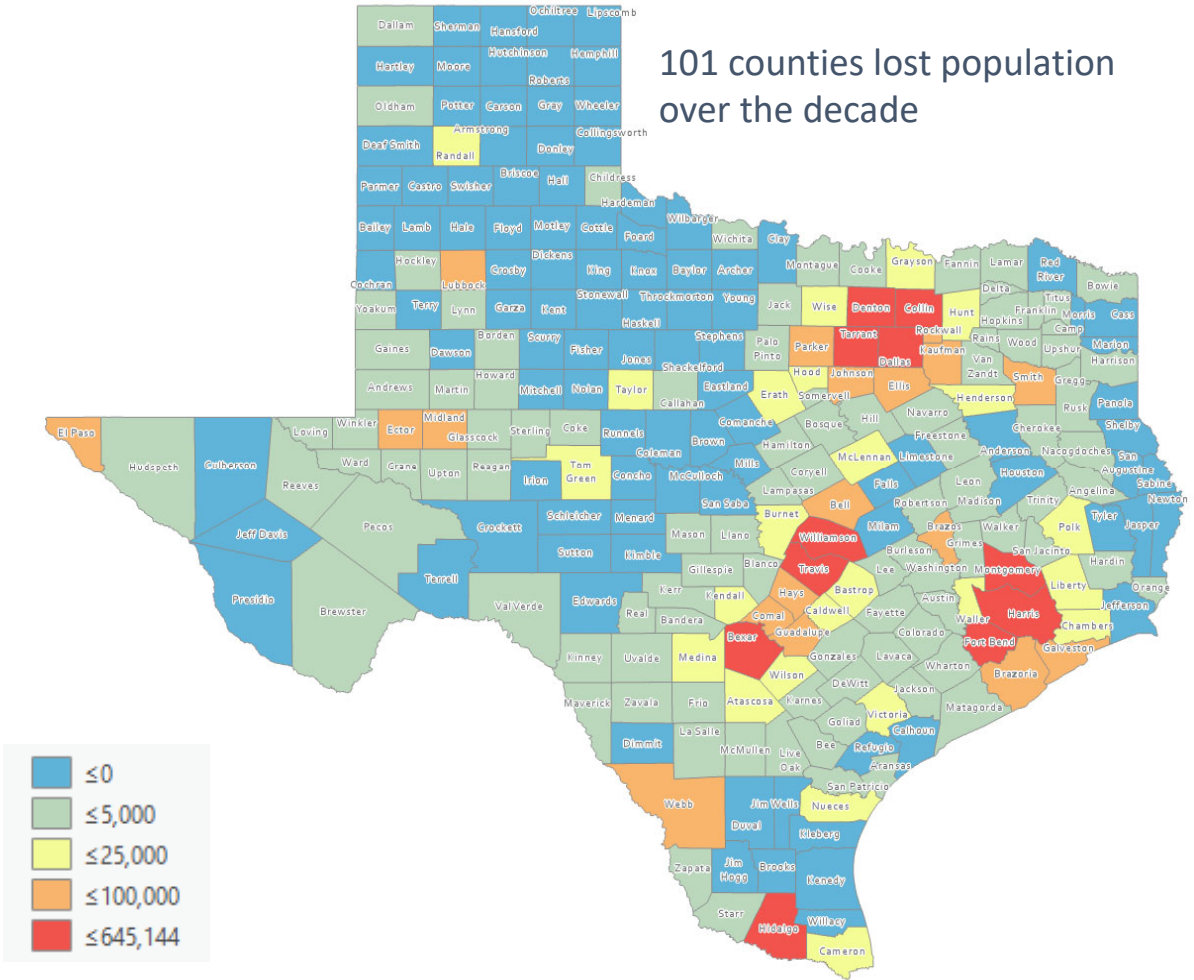 Ochiltree
Lipscomb
Dallam
Sherman
Hansford
Hutchinson
Hemphill
Hartley
Moore
Roberts
101 counties lost population
over the decade
Oldham
Potter
Carson
Gray
Wheeler
Armstrong
Collingsworth
Deaf Smith
Randall
Donley
Parmer
Castro
Swisher
Briscoe
Hall
Childress
Hardeman
Bailey
Lamb
Hale
Floyd
Motley
Cottle
Foard
Wilbarger
Wichita
Clay
Cochran
Hockley
Lubbock
Crosby
Dickens
King
Knox
Baylor
Archer
Montague
Cooke
Grayson
Fannin
Lamar
Red
River
Bowie
Delta
Titus
Franklin
Morris
Cass
Hopkins
Camp
Yoakum
Terry
Lynn
Garza
Kent
Stonewall
Haskell
Throckmorton
Young
Jack
Wise
Denton
Collin
Hunt
Rockwall
Rains
Wood
Upshur
Marion
Harrison
Gaines
Dawson
Borden
Scurry
Fisher
Jones
Shackelford
Stephens
Palo
Pinto
Parker
Tarrant
Dallas
Kaufman
Van
Zandt
Smith
Gregg
Andrews
Martin
Howard
Mitchell
Nolan
Taylor
Callahan
Eastland
Erath
Hood
Somervell
Johnson
Ellis
Henderson
Rusk
Panola
El Paso
Hudspeth
Culberson
Loving
Winkler
Ector
Midland
Glasscock
Sterling
Coke
Runnels
Coleman
Brown
Comanche
Hamilton
Bosque
Hill
Navarro
Freestone
Anderson
Cherokee
Nacogdoches
Shelby
Reeves
Ward
Crane
Upton
Reagan
Irion
Tom
Green
Concho
McCulloch
San Saba
Mills
Lampasas
Coryell
McLennan
Limestone
Falls
Leon
Houston
Angelina
San
Augustine
Sabine
Newton
Jeff Davis
Pecos
Crockett
Schleicher
Menard
Mason
Llano
Burnet
Bell
Milam
Robertson
Madison
Trinity
Polk
Tyler
Jasper
Presidio
Brewster
Terrell
Sutton
Kimble
Gillespie
Blanco
Williamson
Travis
Burleson
Brazos
Grimes
Walker
San Jacinto
Hardin
Val Verde
Edwards
Real
Kerr
Bandera
Kendall
Hays
Comal
Caldwell
Bastrop
Lee
Washington
Montgomery
Liberty
Orange
Jefferson
Kinney
Uvalde
Medina
Bexar
Guadalupe
Gonzales
Fayette
Austin
Waller
Harris
Chambers
Fort Bend
Galveston
Colorado
Lavaca
Wharton
Brazoria
Maverick
Zavala
Frio
Atascosa
Wilson
Karnes
DeWitt
Jackson
Matagorda
Victoria
Goliad
Calhoun
Dimmit
La Salle
McMullen
Live
Oak
Bee
Refugio
Aransas
San Patricio
Webb
Duval
Jim Wells
Nueces
Kleberg
Zapata
Jim
Hogg
Brooks
Kenedy
Starr
Hidalgo
Willacy
Cameron
≤0
≤5,000
≤25,000
≤100,000
≤645,144